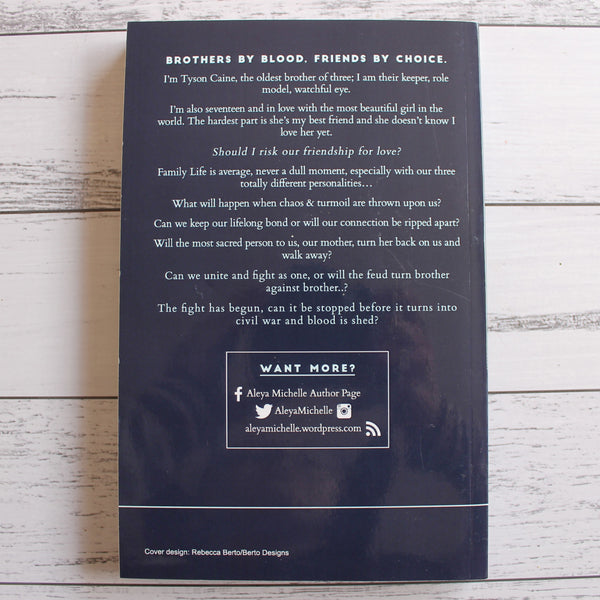 BROTHERS BY BLOOD, FRIENDS BY CHOICE.
I'm Tyson Caine, the oldest brother of three; I am their keeper, role
model, watchful eye.
I'm also seventeen and in love with the most beautiful girl in the
world. The hardest part is she's my best friend and she doesn't know I
love her yet.
Should I risk our friendship for love?
Family Life is average, never a dull moment, especially with our three
totally different personalities...
What will happen when chaos & turmoil are thrown upon us?
Can we keep our lifelong bond or will our connection be ripped apart?
Will the most sacred person to us, our mother, turn her back on us and
walk away?
Can we unite and fight as one, or will the feud turn brother
against brother..?
The fight has begun, can it be stopped before it turns into
civil war and blood is shed?
WANT MORE?
Aleya Michelle Author Page
AleyaMichelle
aleyamichelle.wordpress.com
Cover design: Rebecca Berto/Berto Designs